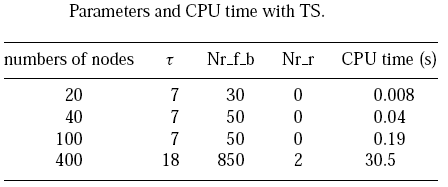 Parameters and CPU time with TS.
numbers of nodes τ Nr_f_b Nr_r CPU time (s)
20 7 30 0 0.008
40 7 50 0 0.04
100 7 50 0 0.19
400 18 850 2 30.5